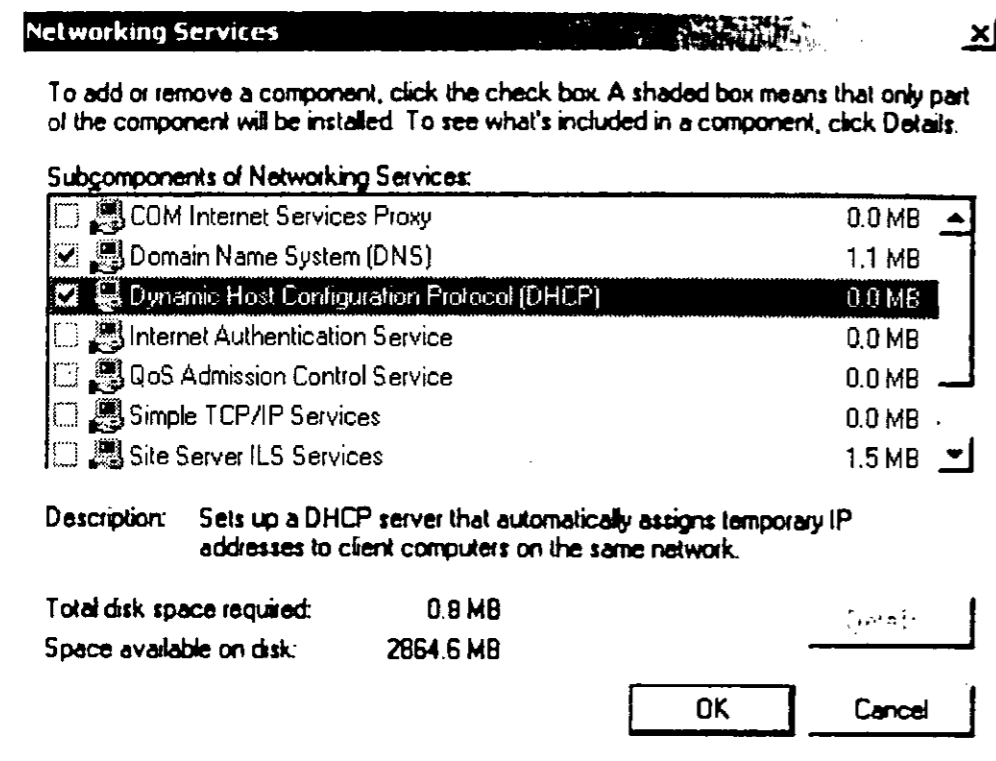 Networking Services
To add or remove a component, click the check box. A shaded box means that only part
of the component will be installed. To see what's included in a component, click Details.
Subcomponents of Networking Services:
COM Internet Services Proxy 0.0 MB
Domain Name System (DNS) 1.1 MB
Dynamic Host Configuration Protocol (DHCP) 0.0 MB
Internet Authentication Service 0.0 MB
QoS Admission Control Service 0.0 MB
Simple TCP/IP Services 0.0 MB
Site Server ILS Services 1.5 MB
Description: Sets up a DHCP server that automatically assigns temporary IP
addresses to client computers on the same network.
Total disk space required: 0.8 MB
Space available on disk: 2864.6 MB
OK Cancel